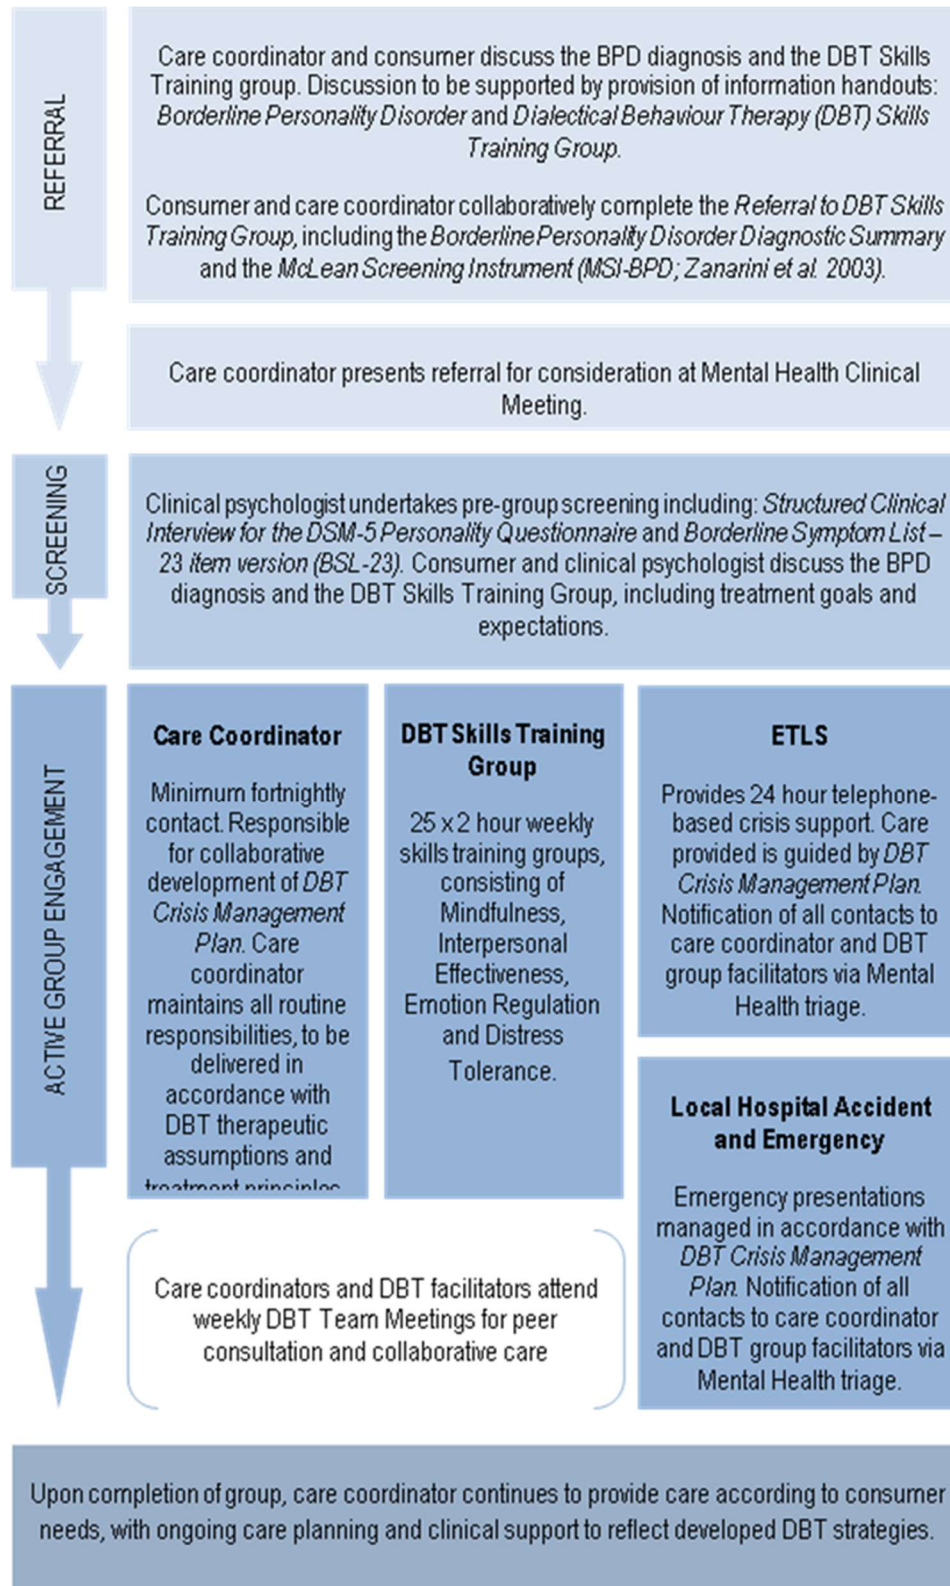 REFERRAL
Care coordinator and consumer discuss the BPD diagnosis and the DBT Skills
Training group. Discussion to be supported by provision of information handouts:
Borderline Personality Disorder and Dialectical Behaviour Therapy (DBT) Skills
Training Group.
Consumer and care coordinator collaboratively complete the Referral to DBT Skills
Training Group, including the Borderline Personality Disorder Diagnostic Summary
and the McLean Screening Instrument (MSI-BPD; Zanarini et al. 2003).
Care coordinator presents referral for consideration at Mental Health Clinical
Meeting.
SCREENING
Clinical psychologist undertakes pre-group screening including: Structured Clinical
Interview for the DSM-5 Personality Questionnaire and Borderline Symptom List –
23 item version (BSL-23). Consumer and clinical psychologist discuss the BPD
diagnosis and the DBT Skills Training Group, including treatment goals and
expectations.
ACTIVE GROUP ENGAGEMENT
Care Coordinator
Minimum fortnightly
contact. Responsible
for collaborative
development of DBT
Crisis Management
Plan. Care
coordinator
maintains all routine
responsibilities, to be
delivered in
accordance with
DBT therapeutic
assumptions and
treatment principles.
DBT Skills Training
Group
25 x 2 hour weekly
skills training groups,
consisting of
Mindfulness,
Interpersonal
Effectiveness,
Emotion Regulation
and Distress
Tolerance.
ETLS
Provides 24 hour telephone-
based crisis support. Care
provided is guided by DBT
Crisis Management Plan.
Notification of all contacts to
care coordinator and DBT
group facilitators via Mental
Health triage.
Local Hospital Accident
and Emergency
Emergency presentations
managed in accordance with
DBT Crisis Management
Plan. Notification of all
contacts to care coordinator
and DBT group facilitators via
Mental Health triage.
Care coordinators and DBT facilitators attend
weekly DBT Team Meetings for peer
consultation and collaborative care
Upon completion of group, care coordinator continues to provide care according to consumer
needs, with ongoing care planning and clinical support to reflect developed DBT strategies.